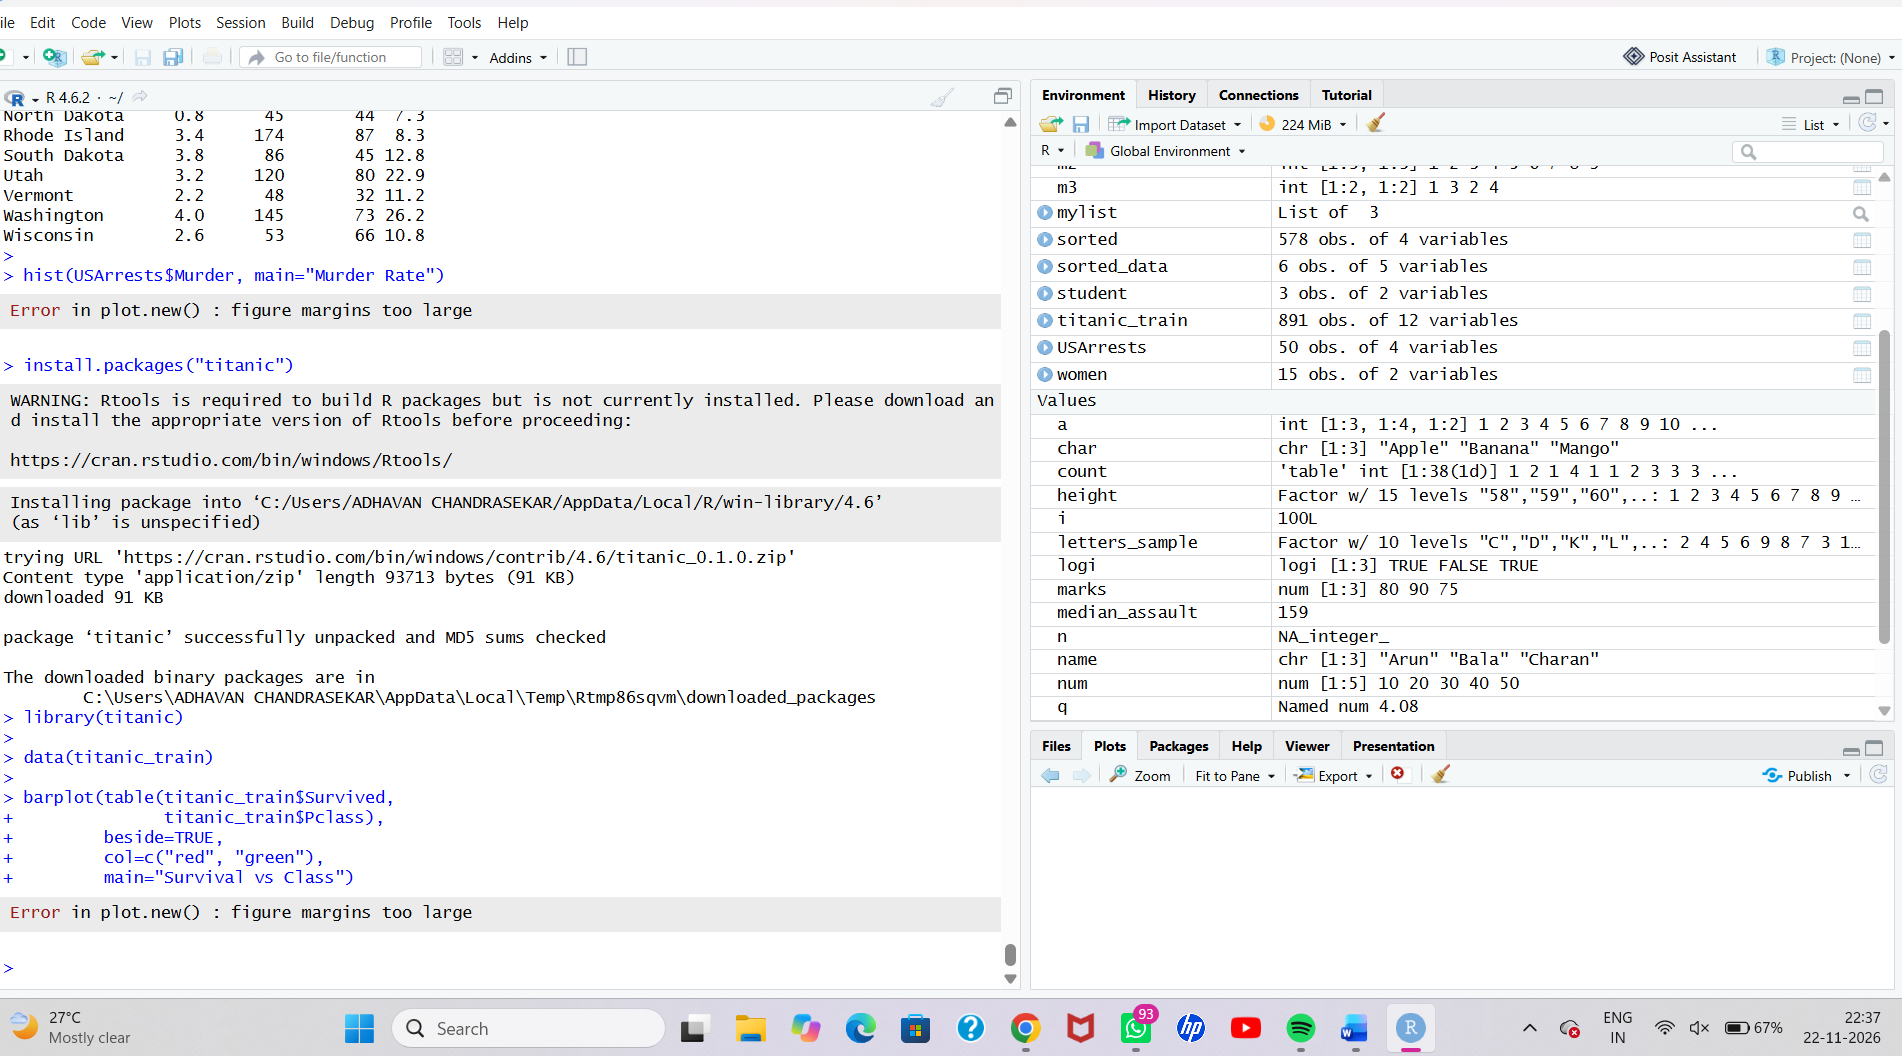 ile Edit Code View Plots Session Build Debug Profile Tools Help
Go to file/function
Addins
Posit Assistant
Project: (None)
R 4.6.2 · ~/
North Dakota 0.8 45 44 7.3
Rhode Island 3.4 174 87 8.3
South Dakota 3.8 86 45 12.8
Utah 3.2 120 80 22.9
Vermont 2.2 48 32 11.2
Washington 4.0 145 73 26.2
Wisconsin 2.6 53 66 10.8
>
> hist(USArrests$Murder, main="Murder Rate")
Error in plot.new() : figure margins too large
> install.packages("titanic")
WARNING: Rtools is required to build R packages but is not currently installed. Please download an
d install the appropriate version of Rtools before proceeding:
https://cran.rstudio.com/bin/windows/Rtools/
Installing package into ‘C:/Users/ADHAVAN CHANDRASEKAR/AppData/Local/R/win-library/4.6’
(as ‘lib’ is unspecified)
trying URL 'https://cran.rstudio.com/bin/windows/contrib/4.6/titanic_0.1.0.zip'
Content type 'application/zip' length 93713 bytes (91 KB)
downloaded 91 KB
package ‘titanic’ successfully unpacked and MD5 sums checked
The downloaded binary packages are in
C:\Users\ADHAVAN CHANDRASEKAR\AppData\Local\Temp\Rtmp86sqvm\downloaded_packages
> library(titanic)
>
> data(titanic_train)
>
> barplot(table(titanic_train$Survived,
+ titanic_train$Pclass),
+ beside=TRUE,
+ col=c("red", "green"),
+ main="Survival vs Class")
Error in plot.new() : figure margins too large
>
Environment History Connections Tutorial
Import Dataset 224 MiB List
R Global Environment
m3 int [1:2, 1:2] 1 3 2 4
mylist List of 3
sorted 578 obs. of 4 variables
sorted_data 6 obs. of 5 variables
student 3 obs. of 2 variables
titanic_train 891 obs. of 12 variables
USArrests 50 obs. of 4 variables
women 15 obs. of 2 variables
Values
a int [1:3, 1:4, 1:2] 1 2 3 4 5 6 7 8 9 10 ...
char chr [1:3] "Apple" "Banana" "Mango"
count 'table' int [1:38(1d)] 1 2 1 4 1 1 2 3 3 3 ...
height Factor w/ 15 levels "58","59","60",..: 1 2 3 4 5 6 7 8 9 …
i 100L
letters_sample Factor w/ 10 levels "C","D","K","L",..: 2 4 5 6 9 8 7 3 1…
logi logi [1:3] TRUE FALSE TRUE
marks num [1:3] 80 90 75
median_assault 159
n NA_integer_
name chr [1:3] "Arun" "Bala" "Charan"
num num [1:5] 10 20 30 40 50
q Named num 4.08
Files Plots Packages Help Viewer Presentation
Zoom Fit to Pane Export Publish
27°C
Mostly clear
Search
93
ENG
IN
67%
22:37
22-11-2026